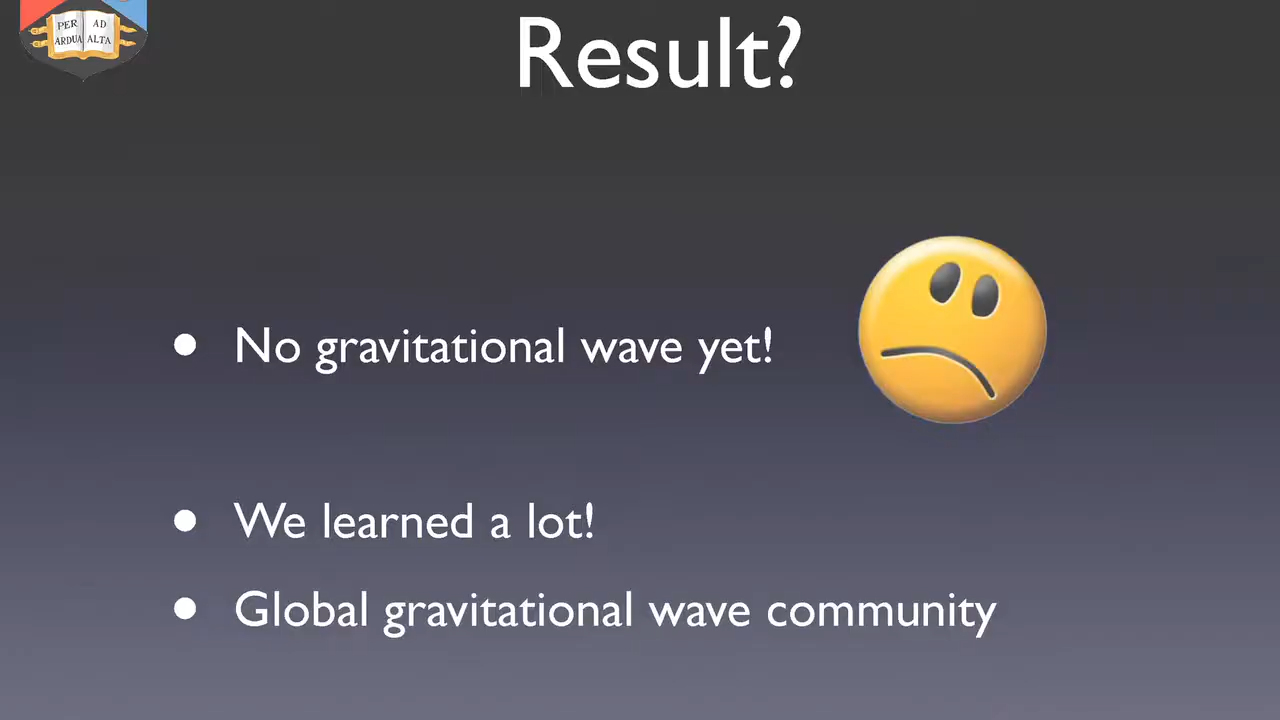 PER AD
ARDUA ALTA
Result?
No gravitational wave yet!
We learned a lot!
Global gravitational wave community